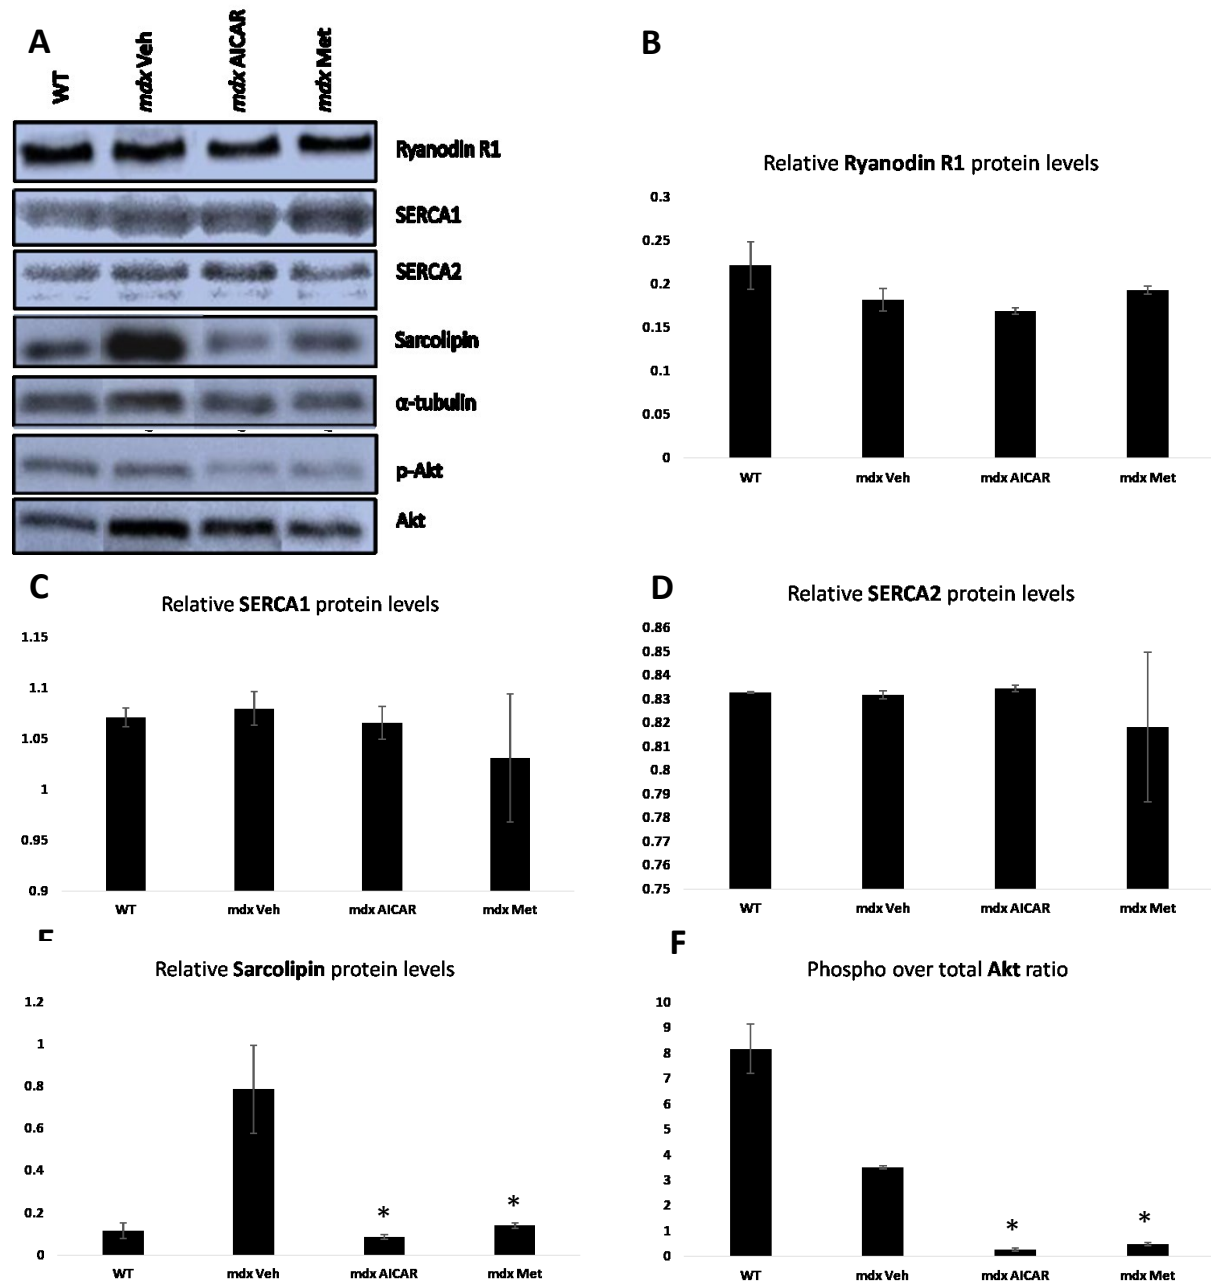 A
WT
mdx Veh
mdx AICAR
mdx Met
Ryanodin R1
SERCA1
SERCA2
Sarcolipin
α-tubulin
p-Akt
Akt
B
Relative Ryanodin R1 protein levels
0.3
0.25
0.2
0.15
0.1
0.05
0
WT
mdx Veh
mdx AICAR
mdx Met
C
Relative SERCA1 protein levels
1.15
1.1
1.05
1
0.95
0.9
WT
mdx Veh
mdx AICAR
mdx Met
D
Relative SERCA2 protein levels
0.86
0.85
0.84
0.83
0.82
0.81
0.8
0.79
0.78
0.77
0.76
0.75
WT
mdx Veh
mdx AICAR
mdx Met
Relative Sarcolipin protein levels
1.2
1
0.8
0.6
0.4
0.2
0
*
*
WT
mdx Veh
mdx AICAR
mdx Met
F
Phospho over total Akt ratio
10
9
8
7
6
5
4
3
2
1
0
*
*
WT
mdx Veh
mdx AICAR
mdx Met